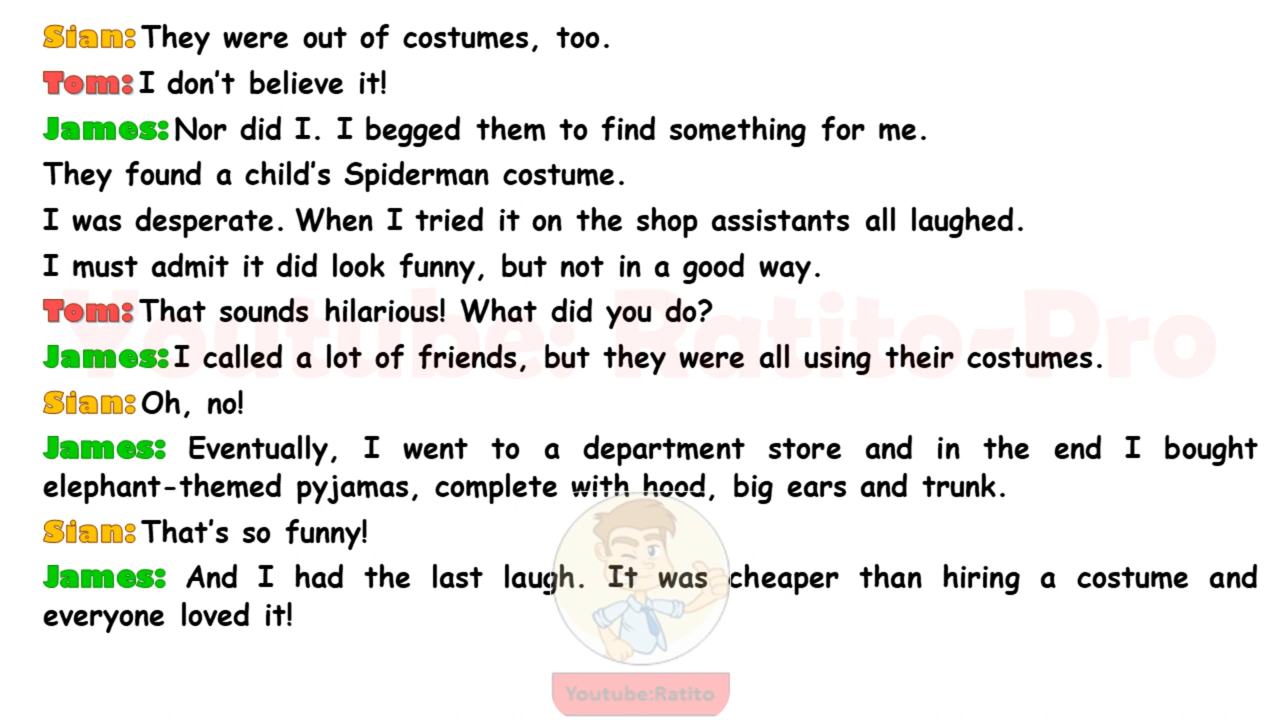 Sian: They were out of costumes, too.
Tom: I don't believe it!
James: Nor did I. I begged them to find something for me.
They found a child's Spiderman costume.
I was desperate. When I tried it on the shop assistants all laughed.
I must admit it did look funny, but not in a good way.
Tom: That sounds hilarious! What did you do?
Youtube: Ratito-Pro
James: I called a lot of friends, but they were all using their costumes.
Sian: Oh, no!
James: Eventually, I went to a department store and in the end I bought
elephant-themed pyjamas, complete with hood, big ears and trunk.
Sian: That's so funny!
James: And I had the last laugh. It was cheaper than hiring a costume and
everyone loved it!
Youtube:Ratito